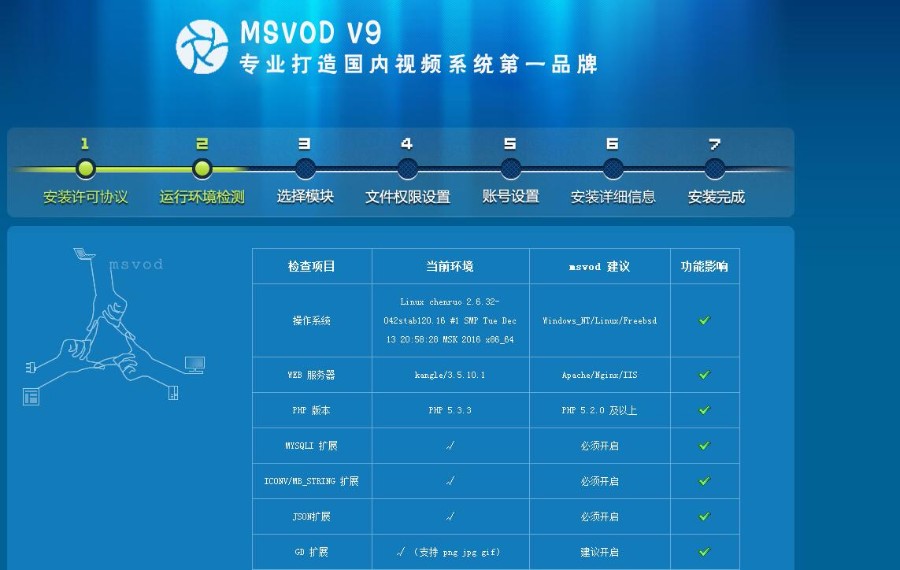 MSVOD V9
专业打造国内视频系统第一品牌
1 2 3 4 5 6 7
安装许可协议 运行环境检测 选择模块 文件权限设置 账号设置 安装详细信息 安装完成
msvod
检查项目 当前环境 msvod 建议 功能影响
操作系统 Linux chenruo 2.6.32-
042stab120.16 #1 SMP Tue Dec
13 20:58:28 MSK 2016 x86_64 Windows_NT/Linux/Freebsd ✓
WEB 服务器 kangle/3.5.10.1 Apache/Nginx/IIS ✓
PHP 版本 PHP 5.3.3 PHP 5.2.0 及以上 ✓
MYSQLI 扩展 √ 必须开启 ✓
ICONV/MB_STRING 扩展 √ 必须开启 ✓
JSON扩展 √ 必须开启 ✓
GD 扩展 √ (支持 png jpg gif) 建议开启 ✓